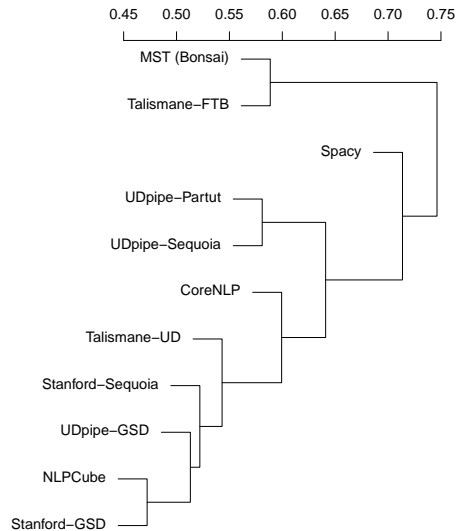 0.45 0.50 0.55 0.60 0.65 0.70 0.75
MST (Bonsai)
Talismane−FTB
Spacy
UDpipe−Partut
UDpipe−Sequoia
CoreNLP
Talismane−UD
Stanford−Sequoia
UDpipe−GSD
NLPCube
Stanford−GSD